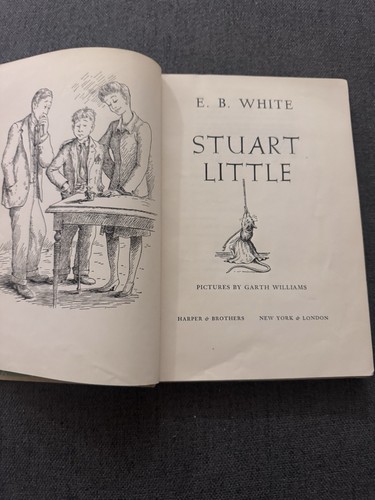 E. B. WHITE
STUART
LITTLE
PICTURES BY GARTH WILLIAMS
HARPER & BROTHERS NEW YORK & LONDON